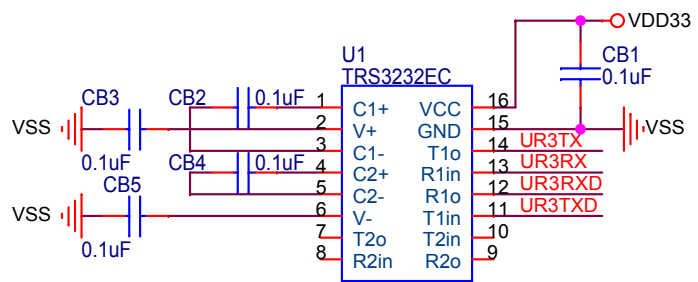 VDD33
U1
TRS3232EC
CB1
0.1uF
CB3
CB2
0.1uF
1
C1+
VCC
16
VSS
2
V+
GND
15
VSS
0.1uF
3
C1-
T1o
14
UR3TX
CB4
0.1uF
4
C2+
R1in
13
UR3RX
CB5
5
C2-
R1o
12
UR3RXD
VSS
6
V-
T1in
11
UR3TXD
0.1uF
7
T2o
T2in
10
8
R2in
R2o
9